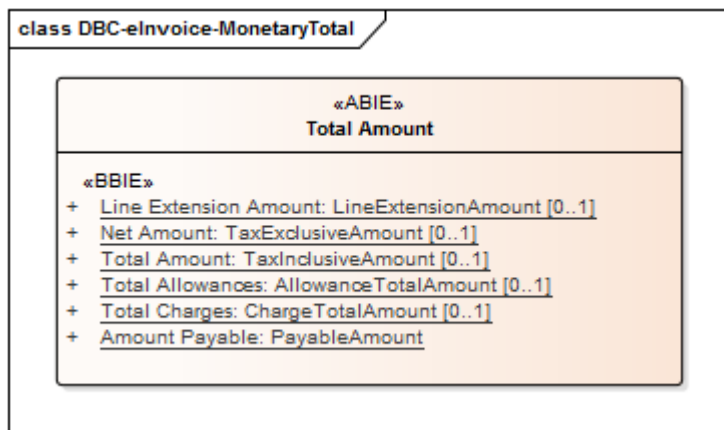 class DBC-eInvoice-MonetaryTotal
«ABIE»
Total Amount
«BBIE»
+ Line Extension Amount: LineExtensionAmount [0..1]
+ Net Amount: TaxExclusiveAmount [0..1]
+ Total Amount: TaxInclusiveAmount [0..1]
+ Total Allowances: AllowanceTotalAmount [0..1]
+ Total Charges: ChargeTotalAmount [0..1]
+ Amount Payable: PayableAmount